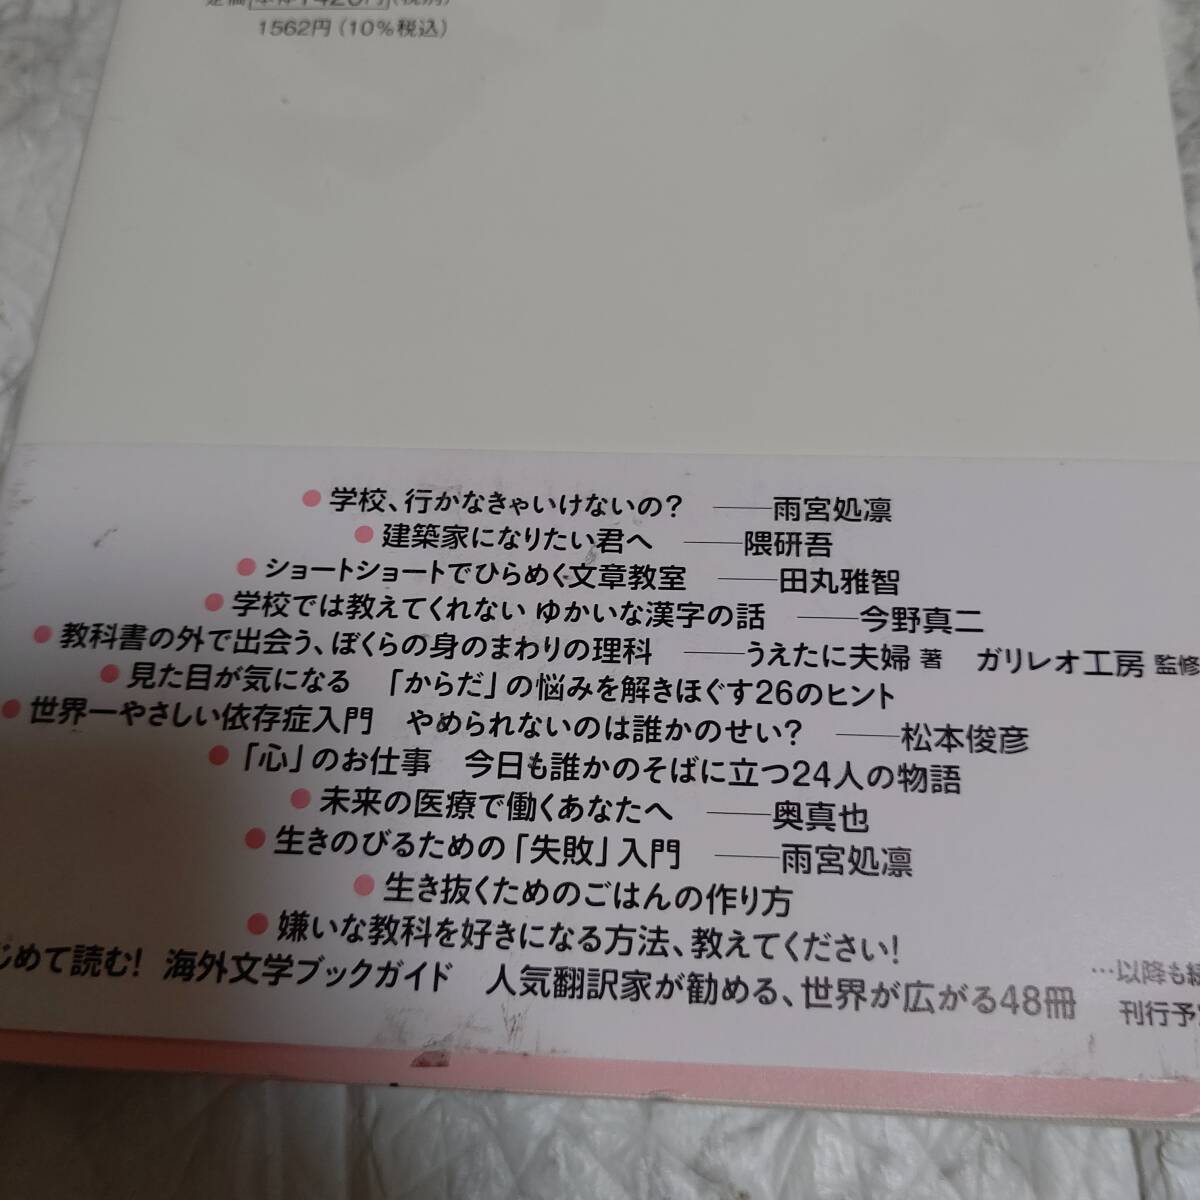 定価 本体1420円(税別)
1562円(10%税込)
●学校、行かなきゃいけないの? ——雨宮処凛
●建築家になりたい君へ ——隈研吾
●ショートショートでひらめく文章教室 ——田丸雅智
●学校では教えてくれない ゆかいな漢字の話 ——今野真二
●教科書の外で出会う、ぼくらの身のまわりの理科 ——うえたに夫婦 著 ガリレオ工房 監修
●見た目が気になる 「からだ」の悩みを解きほぐす26のヒント
●世界一やさしい依存症入門 やめられないのは誰かのせい? ——松本俊彦
●「心」のお仕事 今日も誰かのそばに立つ24人の物語
●未来の医療で働くあなたへ ——奥真也
●生きのびるための「失敗」入門 ——雨宮処凛
●生き抜くためのごはんの作り方
●嫌いな教科を好きになる方法、教えてください!
じめて読む! 海外文学ブックガイド 人気翻訳家が勧める、世界が広がる48冊
…以降も続
刊行予定